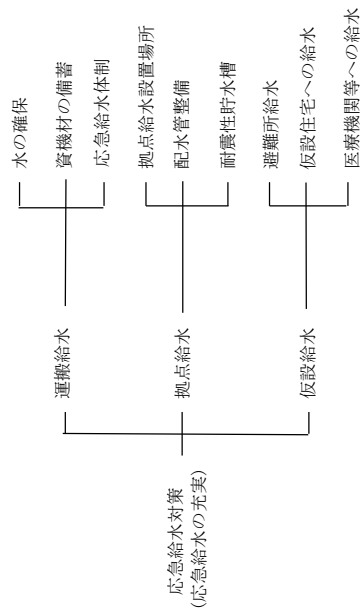 応急給水対策
(応急給水の充実)
運搬給水
水の確保
資機材の備蓄
応急給水体制
拠点給水
拠点給水設置場所
配水管整備
耐震性貯水槽
仮設給水
避難所給水
仮設住宅への給水
医療機関等への給水